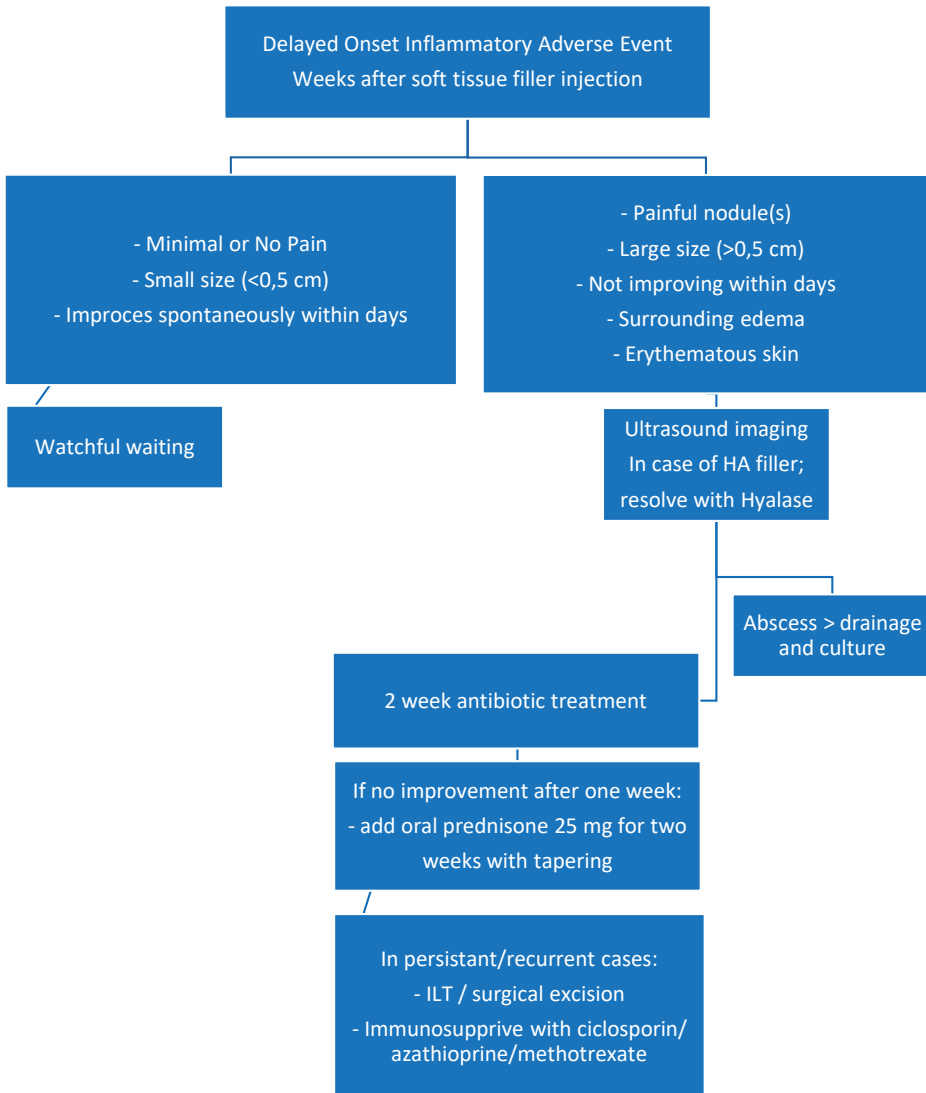 Delayed Onset Inflammatory Adverse Event
Weeks after soft tissue filler injection
- Minimal or No Pain
- Small size (<0,5 cm)
- Improces spontaneously within days
- Painful nodule(s)
- Large size (>0,5 cm)
- Not improving within days
- Surrounding edema
- Erythematous skin
Watchful waiting
Ultrasound imaging
In case of HA filler;
resolve with Hyalase
Abscess > drainage
and culture
2 week antibiotic treatment
If no improvement after one week:
- add oral prednisone 25 mg for two
weeks with tapering
In persistant/recurrent cases:
- ILT / surgical excision
- Immunosupprive with ciclosporin/
azathioprine/methotrexate